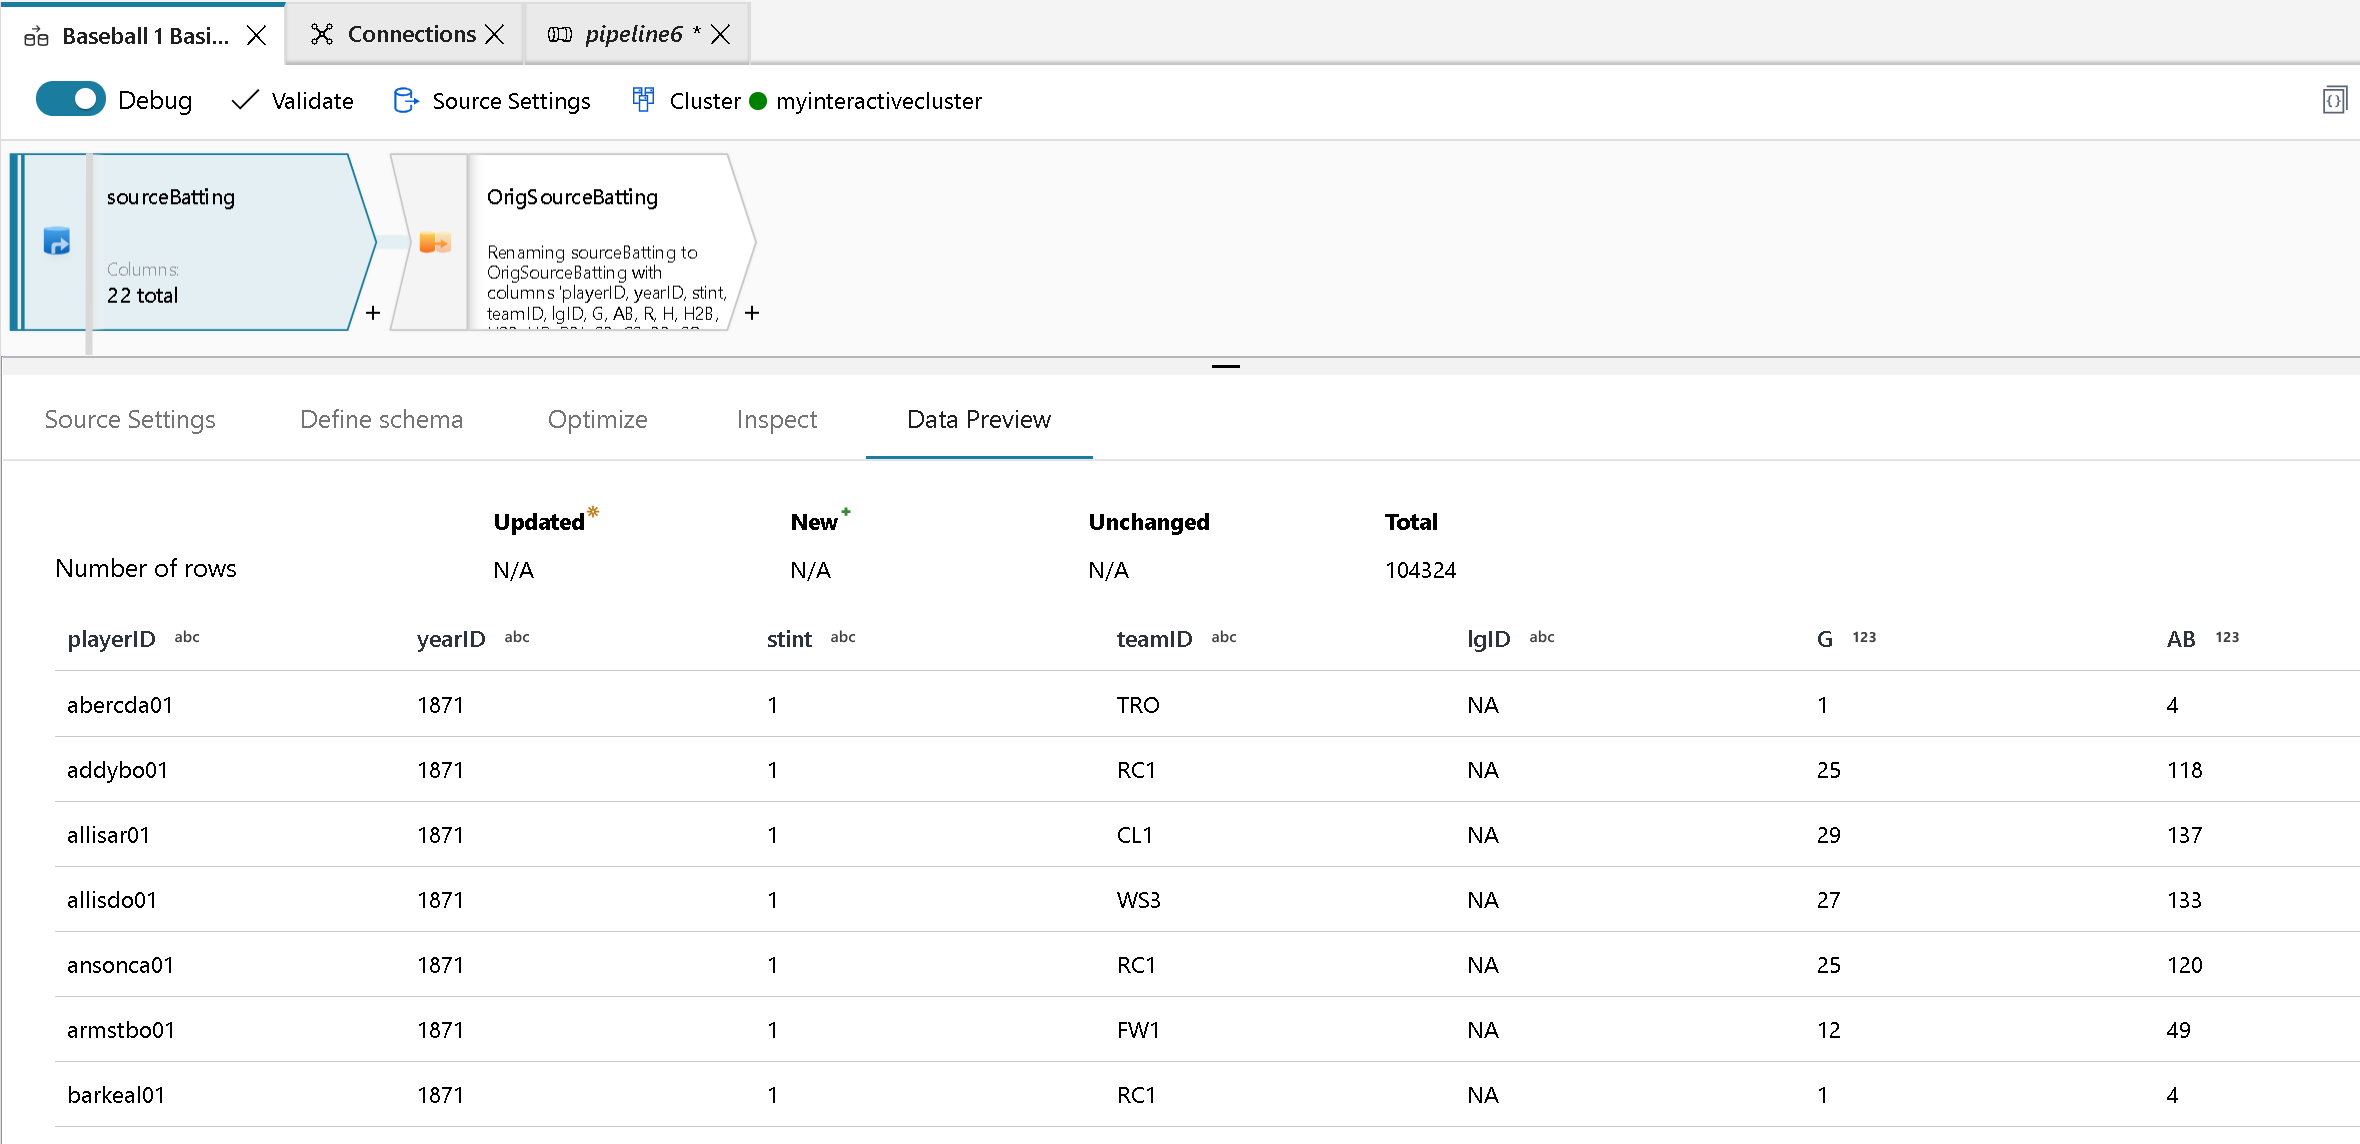 Baseball 1 Basi... Connections pipeline6 *
Debug Validate Source Settings Cluster myinteractivecluster
sourceBatting
Columns:
22 total
+
OrigSourceBatting
Renaming sourceBatting to
OrigSourceBatting with
columns 'playerID, yearID, stint,
teamID, lgID, G, AB, R, H, H2B,
+
Source Settings Define schema Optimize Inspect Data Preview
Updated* New+ Unchanged Total
Number of rows N/A N/A N/A 104324
playerID abc yearID abc stint abc teamID abc lgID abc G 123 AB 123
abercda01 1871 1 TRO NA 1 4
addybo01 1871 1 RC1 NA 25 118
allisar01 1871 1 CL1 NA 29 137
allisdo01 1871 1 WS3 NA 27 133
ansonca01 1871 1 RC1 NA 25 120
armstbo01 1871 1 FW1 NA 12 49
barkeal01 1871 1 RC1 NA 1 4